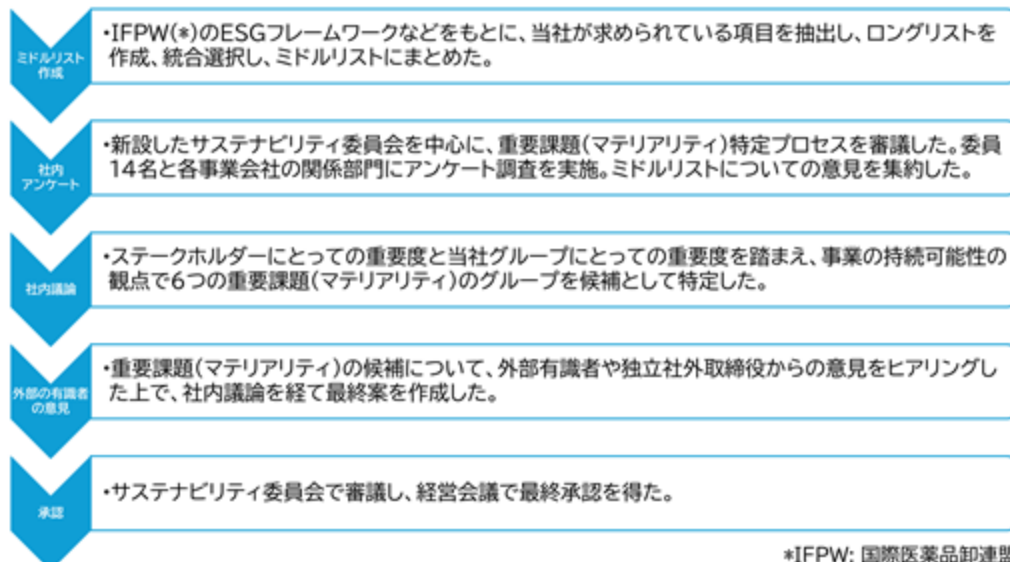 ミドルリスト
作成
・IFPW(*)のESGフレームワークなどをもとに、当社が求められている項目を抽出し、ロングリストを
作成、統合選択し、ミドルリストにまとめた。
社内
アンケート
・新設したサステナビリティ委員会を中心に、重要課題(マテリアリティ)特定プロセスを審議した。委員
14名と各事業会社の関係部門にアンケート調査を実施。ミドルリストについての意見を集約した。
社内議論
・ステークホルダーにとっての重要度と当社グループにとっての重要度を踏まえ、事業の持続可能性の
観点で6つの重要課題(マテリアリティ)のグループを候補として特定した。
外部の有識者
の意見
・重要課題(マテリアリティ)の候補について、外部有識者や独立社外取締役からの意見をヒアリングし
た上で、社内議論を経て最終案を作成した。
承認
・サステナビリティ委員会で審議し、経営会議で最終承認を得た。
*IFPW: 国際医薬品卸連盟